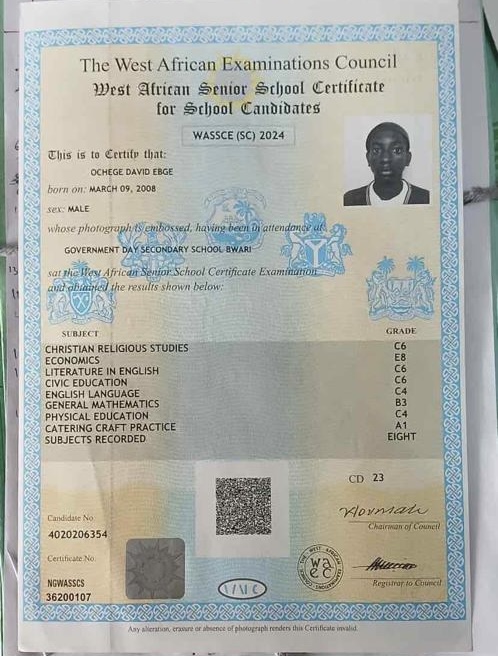 The West African Examinations Council
West African Senior School Certificate
for School Candidates
WASSCE (SC) 2024
This is to Certify that:
OCHEGE DAVID EBGE
born on: MARCH 09, 2008
sex: MALE
whose photograph is embossed, having been in attendance at
GOVERNMENT DAY SECONDARY SCHOOL BWARI
sat the West African Senior School Certificate Examination
and obtained the results shown below:
SUBJECT GRADE
CHRISTIAN RELIGIOUS STUDIES C6
ECONOMICS E8
LITERATURE IN ENGLISH C6
CIVIC EDUCATION C6
ENGLISH LANGUAGE C4
GENERAL MATHEMATICS B3
PHYSICAL EDUCATION C4
CATERING CRAFT PRACTICE A1
SUBJECTS RECORDED EIGHT
CD 23
Candidate No
4020206354
Chairman of Council
Certificate No.
NGWASSCS
36200107
waec
Registrar to Council
Any alteration, erasure or absence of photograph renders this Certificate invalid.